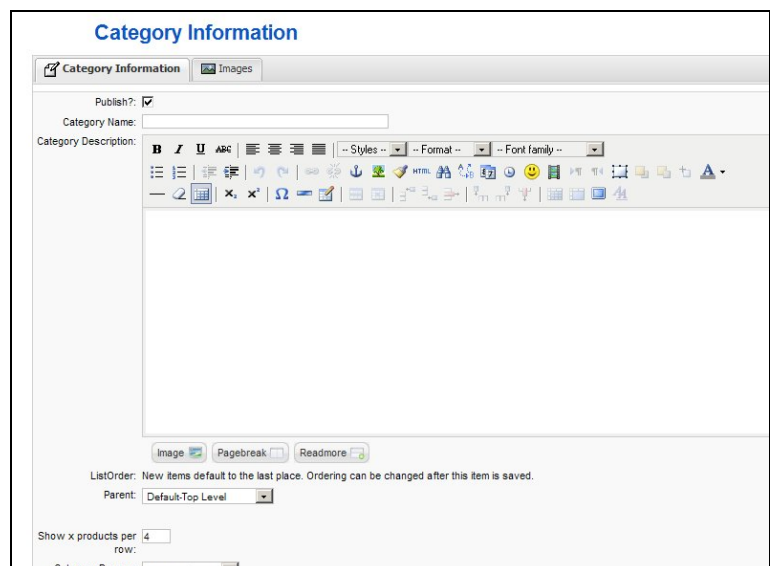 Category Information
Category Information Images
Publish?:
Category Name:
Category Description:
B I U ABC -- Styles -- -- Format -- -- Font family --
HTML A
x₂ x² Ω
Image Pagebreak Readmore
ListOrder: New items default to the last place. Ordering can be changed after this item is saved.
Parent: Default-Top Level
Show x products per 4
row: